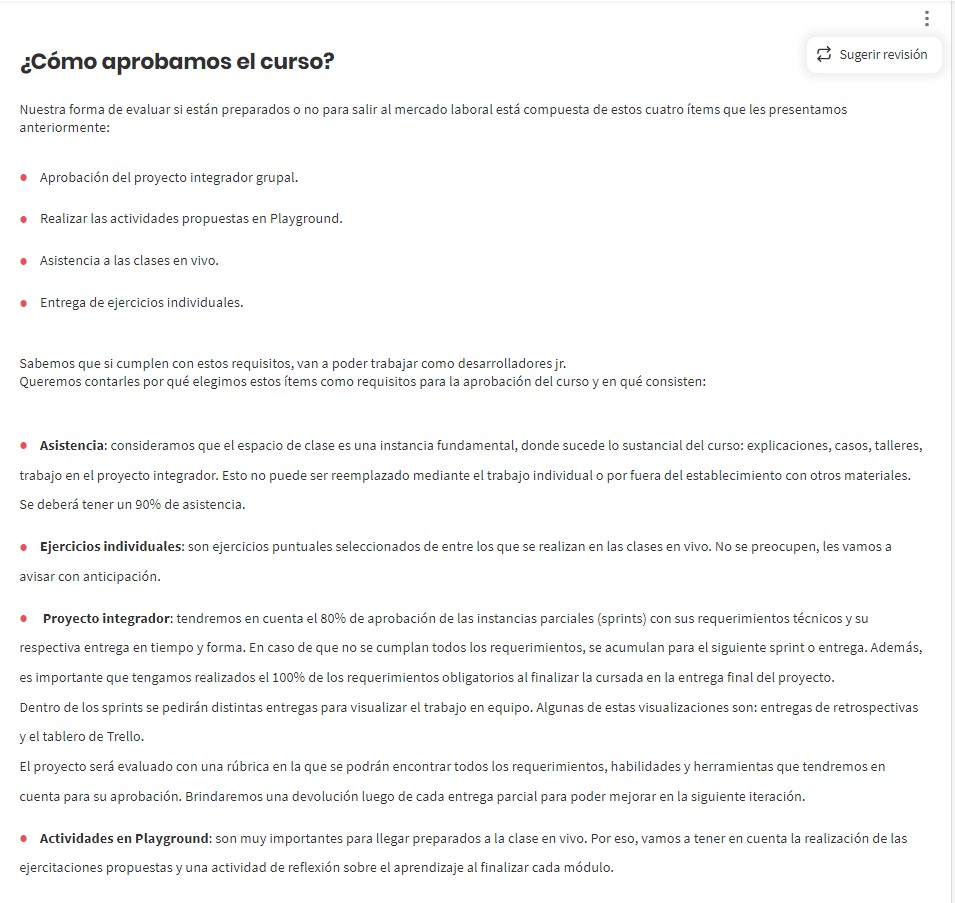 Sugerir revisión
¿Cómo aprobamos el curso?
Nuestra forma de evaluar si están preparados o no para salir al mercado laboral está compuesta de estos cuatro ítems que les presentamos
anteriormente:
Aprobación del proyecto integrador grupal.
Realizar las actividades propuestas en Playground.
Asistencia a las clases en vivo.
Entrega de ejercicios individuales.
Sabemos que si cumplen con estos requisitos, van a poder trabajar como desarrolladores jr.
Queremos contarles por qué elegimos estos ítems como requisitos para la aprobación del curso y en qué consisten:
Asistencia: consideramos que el espacio de clase es una instancia fundamental, donde sucede lo sustancial del curso: explicaciones, casos, talleres,
trabajo en el proyecto integrador. Esto no puede ser reemplazado mediante el trabajo individual o por fuera del establecimiento con otros materiales.
Se deberá tener un 90% de asistencia.
Ejercicios individuales: son ejercicios puntuales seleccionados de entre los que se realizan en las clases en vivo. No se preocupen, les vamos a
avisar con anticipación.
Proyecto integrador: tendremos en cuenta el 80% de aprobación de las instancias parciales (sprints) con sus requerimientos técnicos y su
respectiva entrega en tiempo y forma. En caso de que no se cumplan todos los requerimientos, se acumulan para el siguiente sprint o entrega. Además,
es importante que tengamos realizados el 100% de los requerimientos obligatorios al finalizar la cursada en la entrega final del proyecto.
Dentro de los sprints se pedirán distintas entregas para visualizar el trabajo en equipo. Algunas de estas visualizaciones son: entregas de retrospectivas
y el tablero de Trello.
El proyecto será evaluado con una rúbrica en la que se podrán encontrar todos los requerimientos, habilidades y herramientas que tendremos en
cuenta para su aprobación. Brindaremos una devolución luego de cada entrega parcial para poder mejorar en la siguiente iteración.
Actividades en Playground: son muy importantes para llegar preparados a la clase en vivo. Por eso, vamos a tener en cuenta la realización de las
ejercitaciones propuestas y una actividad de reflexión sobre el aprendizaje al finalizar cada módulo.